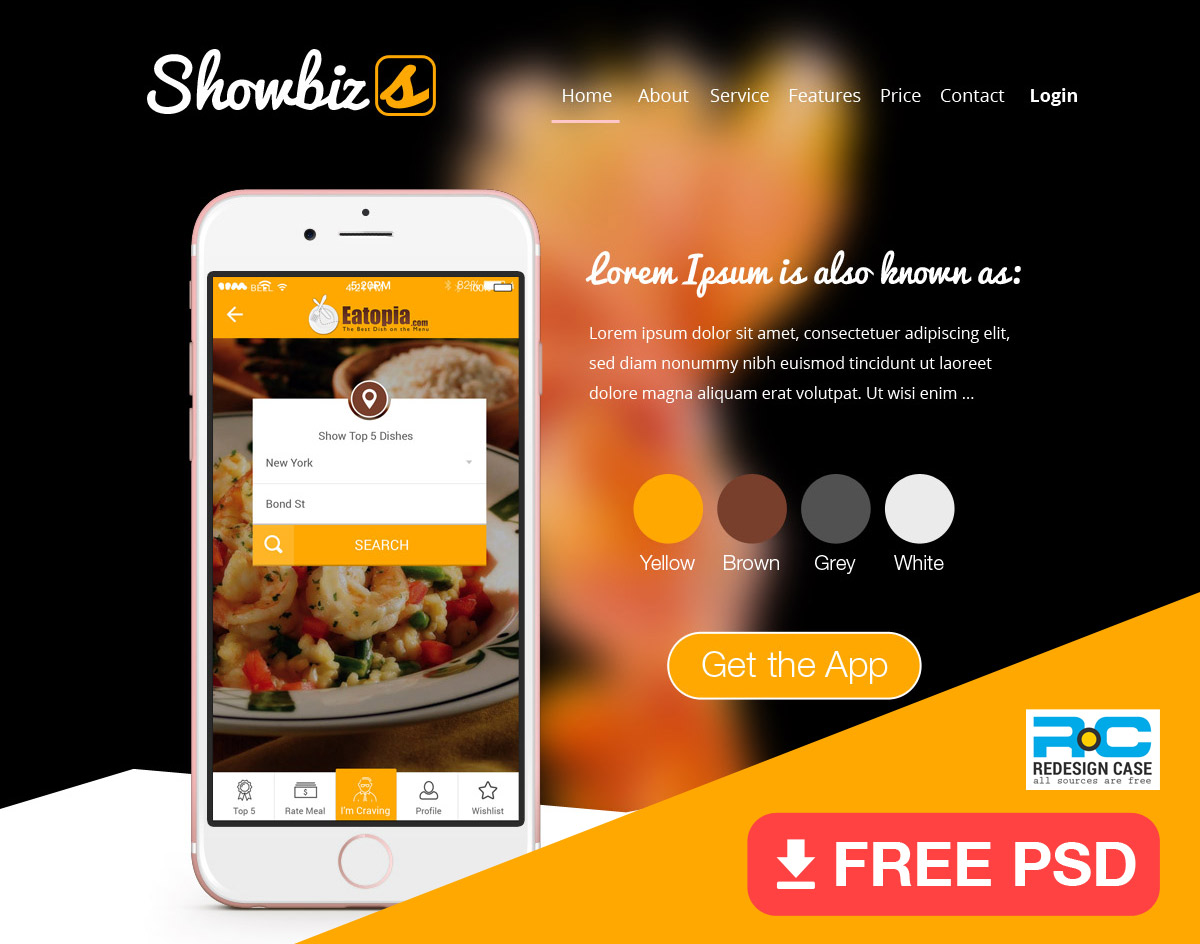 Showbiz s
Home About Service Features Price Contact Login
BELL 82%
Eatopia.com
The Best Dish on the Menu
Show Top 5 Dishes
New York
Bond St
SEARCH
Top 5 Rate Meal I'm Craving Profile Wishlist
Lorem Ipsum is also known as:
Lorem ipsum dolor sit amet, consectetuer adipiscing elit,
sed diam nonummy nibh euismod tincidunt ut laoreet
dolore magna aliquam erat volutpat. Ut wisi enim ...
Yellow Brown Grey White
Get the App
RC
REDESIGN CASE
all sources are free
FREE PSD